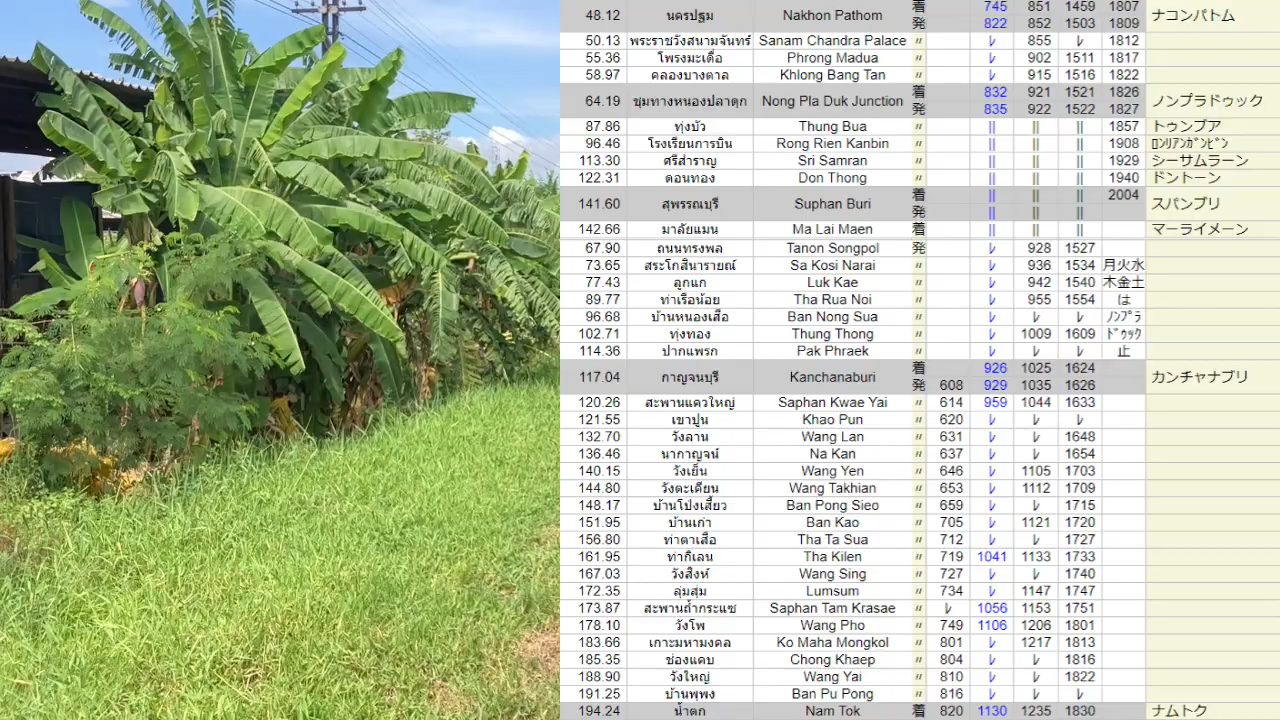 着 745 851 1459 1807
48.12 นครปฐม Nakhon Pathom ナコンパトム
発 822 852 1503 1809
50.13 พระราชวังสนามจันทร์ Sanam Chandra Palace 〃 レ 855 レ 1812
55.36 โพรงมะเดื่อ Phrong Madua 〃 レ 902 1511 1817
58.97 คลองบางตาล Khlong Bang Tan 〃 レ 915 1516 1822
着 832 921 1521 1826
64.19 ชุมทางหนองปลาดุก Nong Pla Duk Junction ノンプラドゥック
発 835 922 1522 1827
87.86 ทุ่งบัว Thung Bua 〃 || || || 1857 トゥンブア
96.46 โรงเรียนการบิน Rong Rien Kanbin 〃 || || || 1908 ﾛﾝﾘｱﾝｶﾞﾝﾋﾞﾝ
113.30 ศรีสำราญ Sri Samran 〃 || || || 1929 シーサムラーン
122.31 ดอนทอง Don Thong 〃 || || || 1940 ドントーン
着 || || || 2004
141.60 สุพรรณบุรี Suphan Buri スパンブリ
発 || || ||
142.66 มาลัยแมน Ma Lai Maen 着 || || || マーライメーン
67.90 ถนนทรงพล Tanon Songpol 発 レ 928 1527
73.65 สระโกสินารายณ์ Sa Kosi Narai 〃 レ 936 1534 月火水
77.43 ลูกแก Luk Kae 〃 レ 942 1540 木金土
89.77 ท่าเรือน้อย Tha Rua Noi 〃 レ 955 1554 は
96.68 บ้านหนองเสือ Ban Nong Sua 〃 レ レ レ ﾉﾝﾌﾟﾗ
102.71 ทุ่งทอง Thung Thong 〃 レ 1009 1609 ﾄﾞｩｯｸ
114.36 ปากแพรก Pak Phraek 〃 レ レ レ 止
着 926 1025 1624
117.04 กาญจนบุรี Kanchanaburi カンチャナブリ
発 608 929 1035 1626
120.26 สะพานแควใหญ่ Saphan Kwae Yai 〃 614 959 1044 1633
121.55 เขาปูน Khao Pun 〃 620 レ レ レ
132.70 วังลาน Wang Lan 〃 631 レ レ 1648
136.46 นากาญจน์ Na Kan 〃 637 レ レ 1654
140.15 วังเย็น Wang Yen 〃 646 レ 1105 1703
144.80 วังตะเคียน Wang Takhian 〃 653 レ 1112 1709
148.17 บ้านโป่งเสี้ยว Ban Pong Sieo 〃 659 レ レ 1715
151.95 บ้านเก่า Ban Kao 〃 705 レ 1121 1720
156.80 ท่าตาเสือ Tha Ta Sua 〃 712 レ レ 1727
161.95 ท่ากิเลน Tha Kilen 〃 719 1041 1133 1733
167.03 วังสิงห์ Wang Sing 〃 727 レ レ 1740
172.35 ลุ่มสุ่ม Lumsum 〃 734 レ 1147 1747
173.87 สะพานถ้ำกระแซ Saphan Tam Krasae 〃 レ 1056 1153 1751
178.10 วังโพ Wang Pho 〃 749 1106 1206 1801
183.66 เกาะมหามงคล Ko Maha Mongkol 〃 801 レ 1217 1813
185.35 ช่องแคบ Chong Khaep 〃 804 レ レ 1816
188.90 วังใหญ่ Wang Yai 〃 810 レ レ 1822
191.25 บ้านพุพง Ban Pu Pong 〃 816 レ レ レ
194.24 น้ำตก Nam Tok 着 820 1130 1235 1830 ナムトク